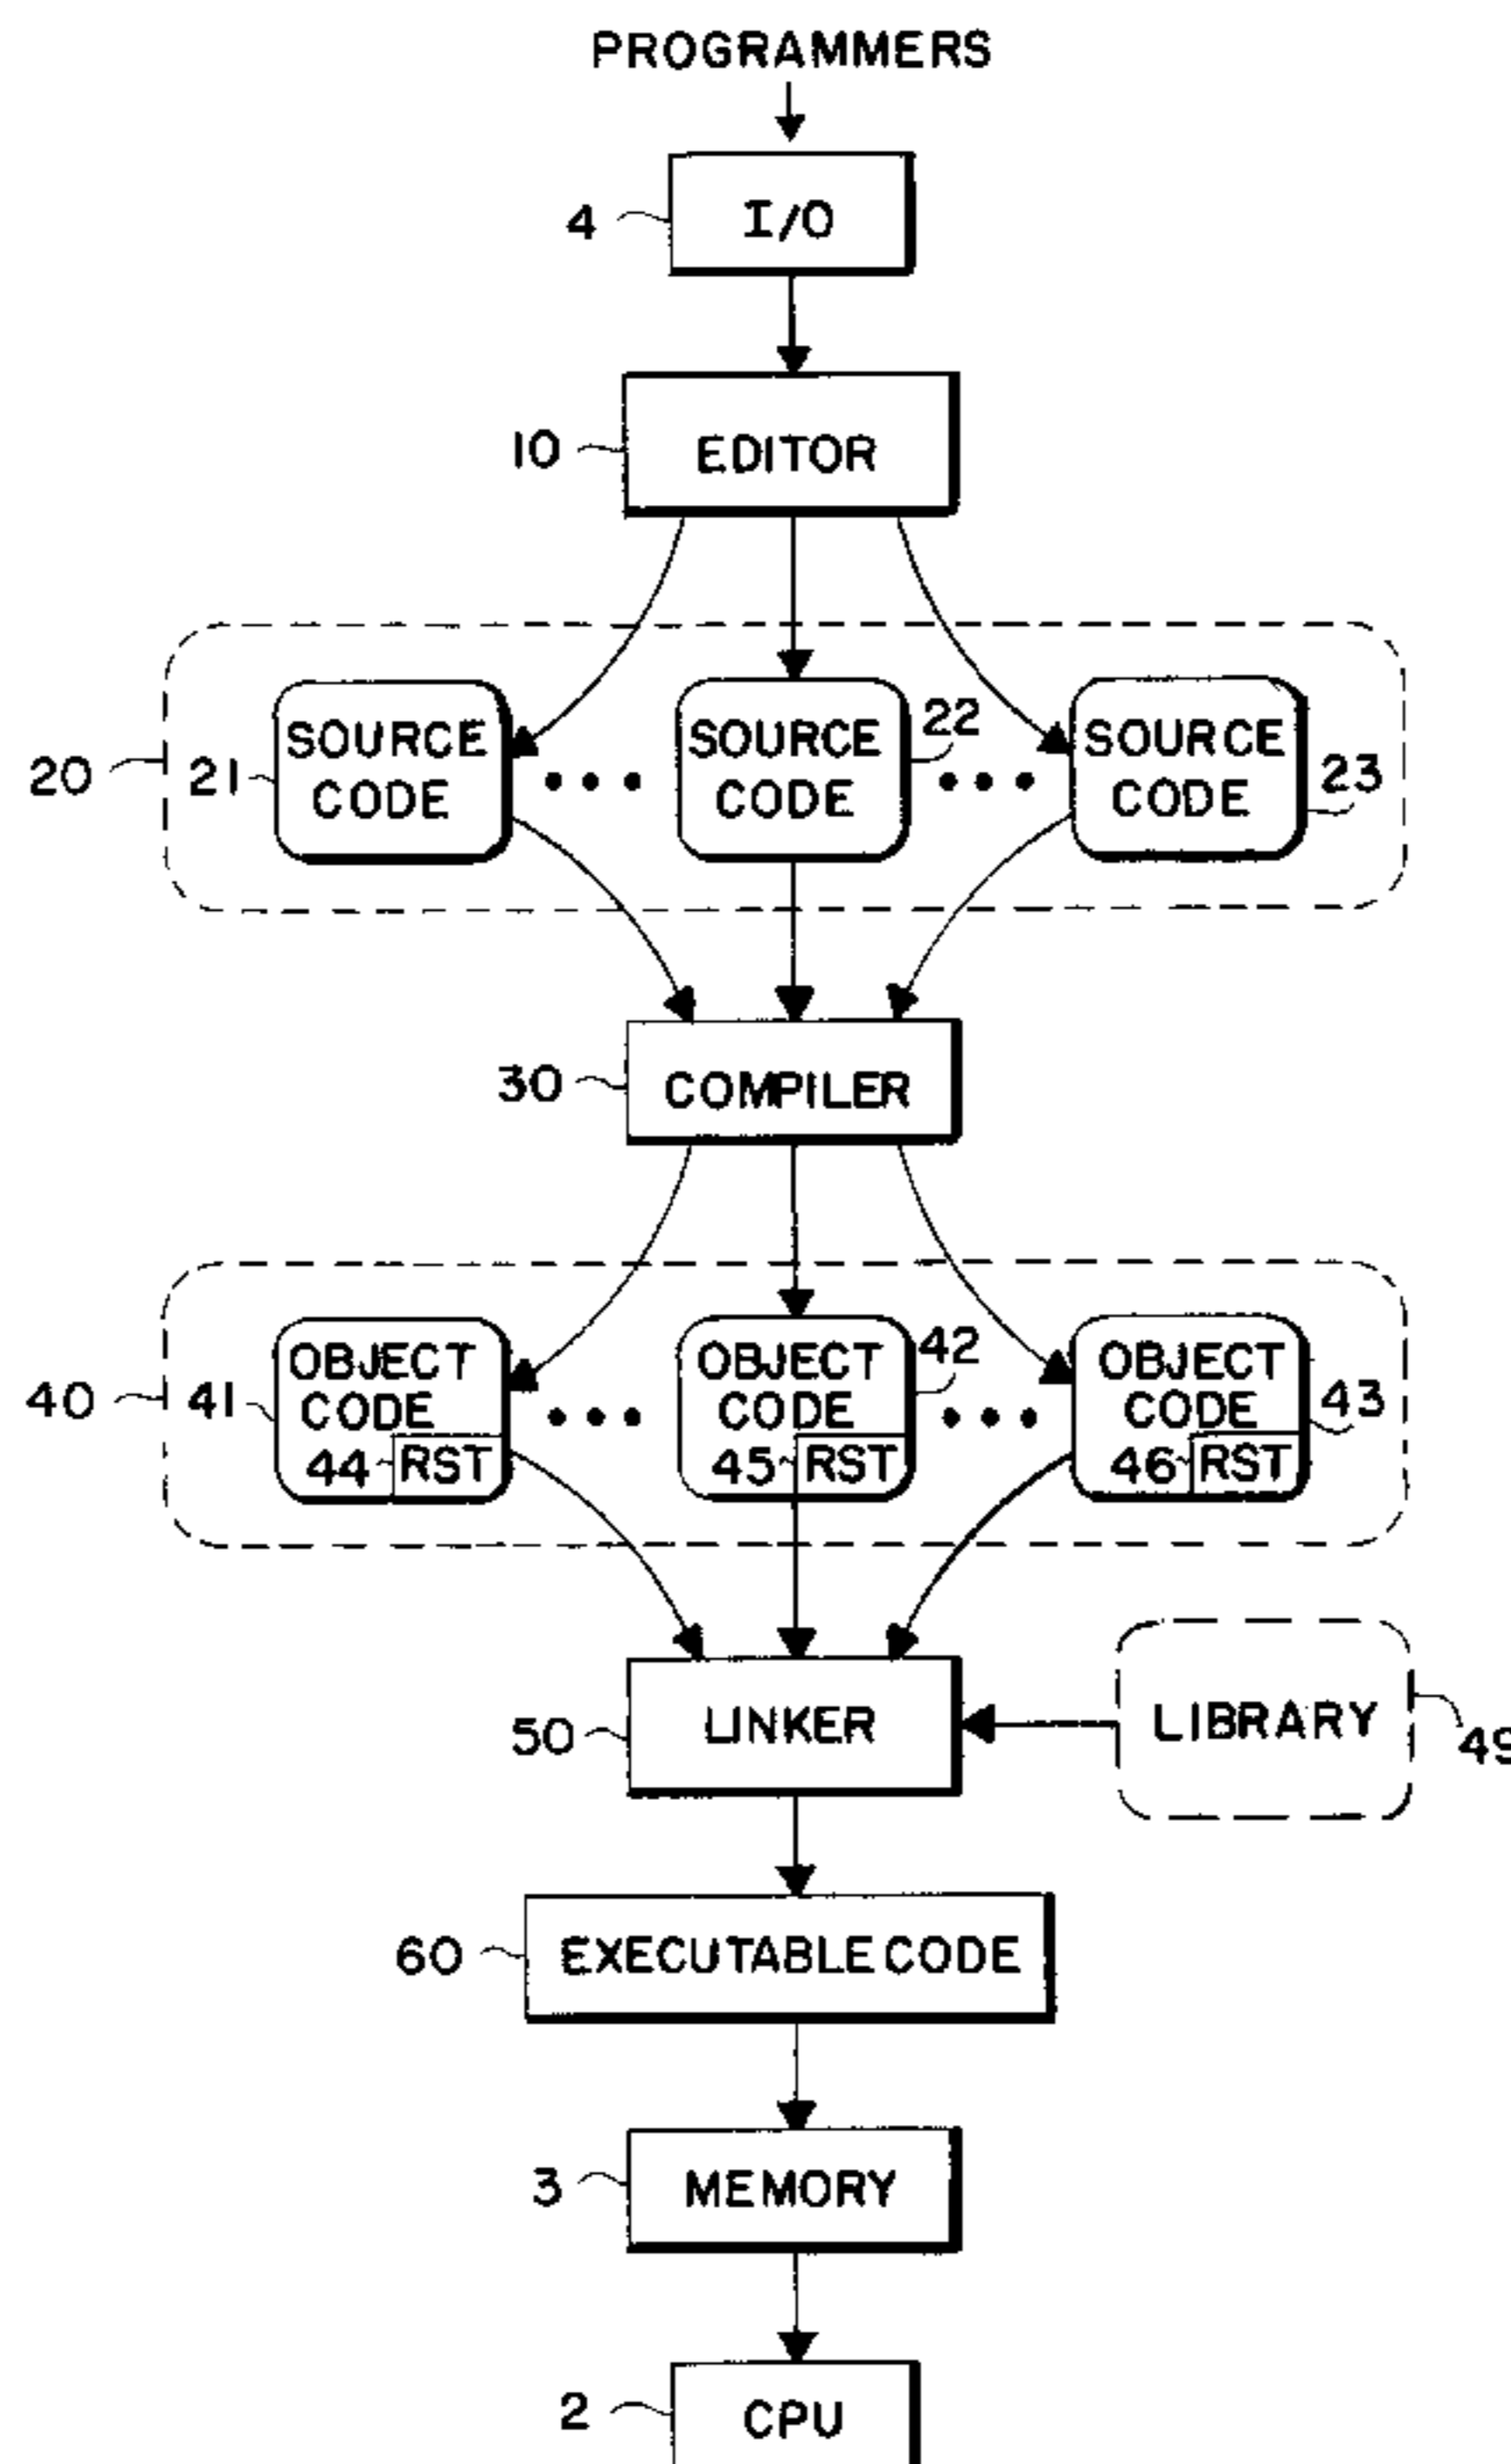 PROGRAMMERS
4 I/O
10 EDITOR
20 21 SOURCE CODE
22 SOURCE CODE
23 SOURCE CODE
30 COMPILER
40 41 OBJECT CODE
44 RST
42 OBJECT CODE
45 RST
43 OBJECT CODE
46 RST
50 LINKER
LIBRARY 49
60 EXECUTABLE CODE
3 MEMORY
2 CPU